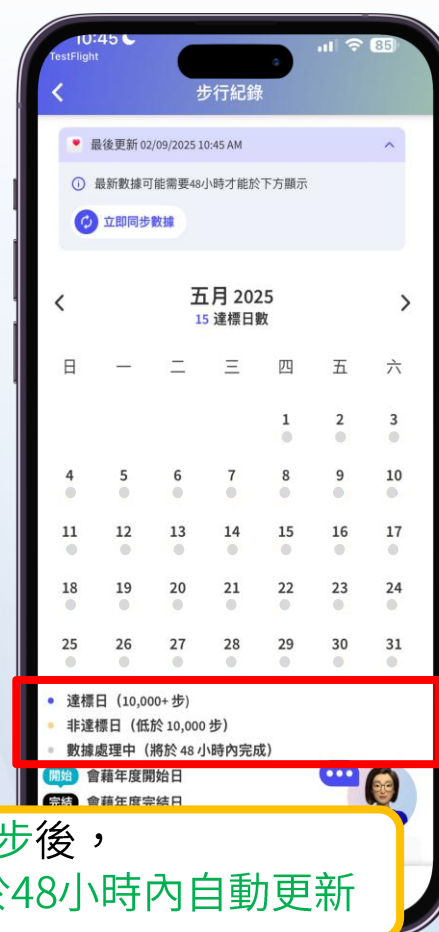 10:45
85
TestFlight
步行紀錄
最後更新 02/09/2025 10:45 AM
最新數據可能需要48小時才能於下方顯示
立即同步數據
五月 2025
15 達標日數
日 一 二 三 四 五 六
1 2 3
4 5 6 7 8 9 10
11 12 13 14 15 16 17
18 19 20 21 22 23 24
25 26 27 28 29 30 31
達標日（10,000+ 步)
非達標日（低於 10,000 步）
數據處理中（將於 48 小時內完成）
開始 會藉年度開始日
完結 會藉年度完結日
步後，
於48小時內自動更新